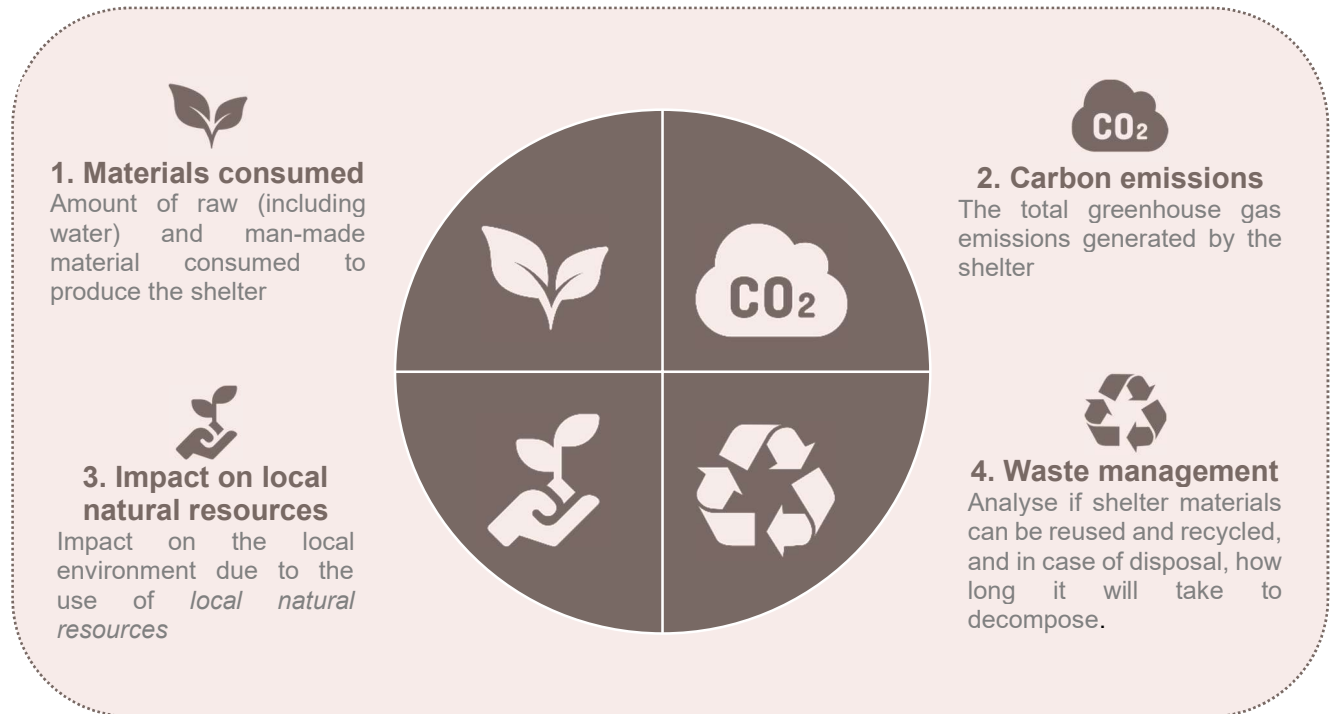 1. Materials consumed
Amount of raw (including
water) and man-made
material consumed to
produce the shelter
CO2
2. Carbon emissions
The total greenhouse gas
emissions generated by the
shelter
CO2
3. Impact on local
natural resources
Impact on the local
environment due to the
use of local natural
resources
4. Waste management
Analyse if shelter materials
can be reused and recycled,
and in case of disposal, how
long it will take to
decompose.